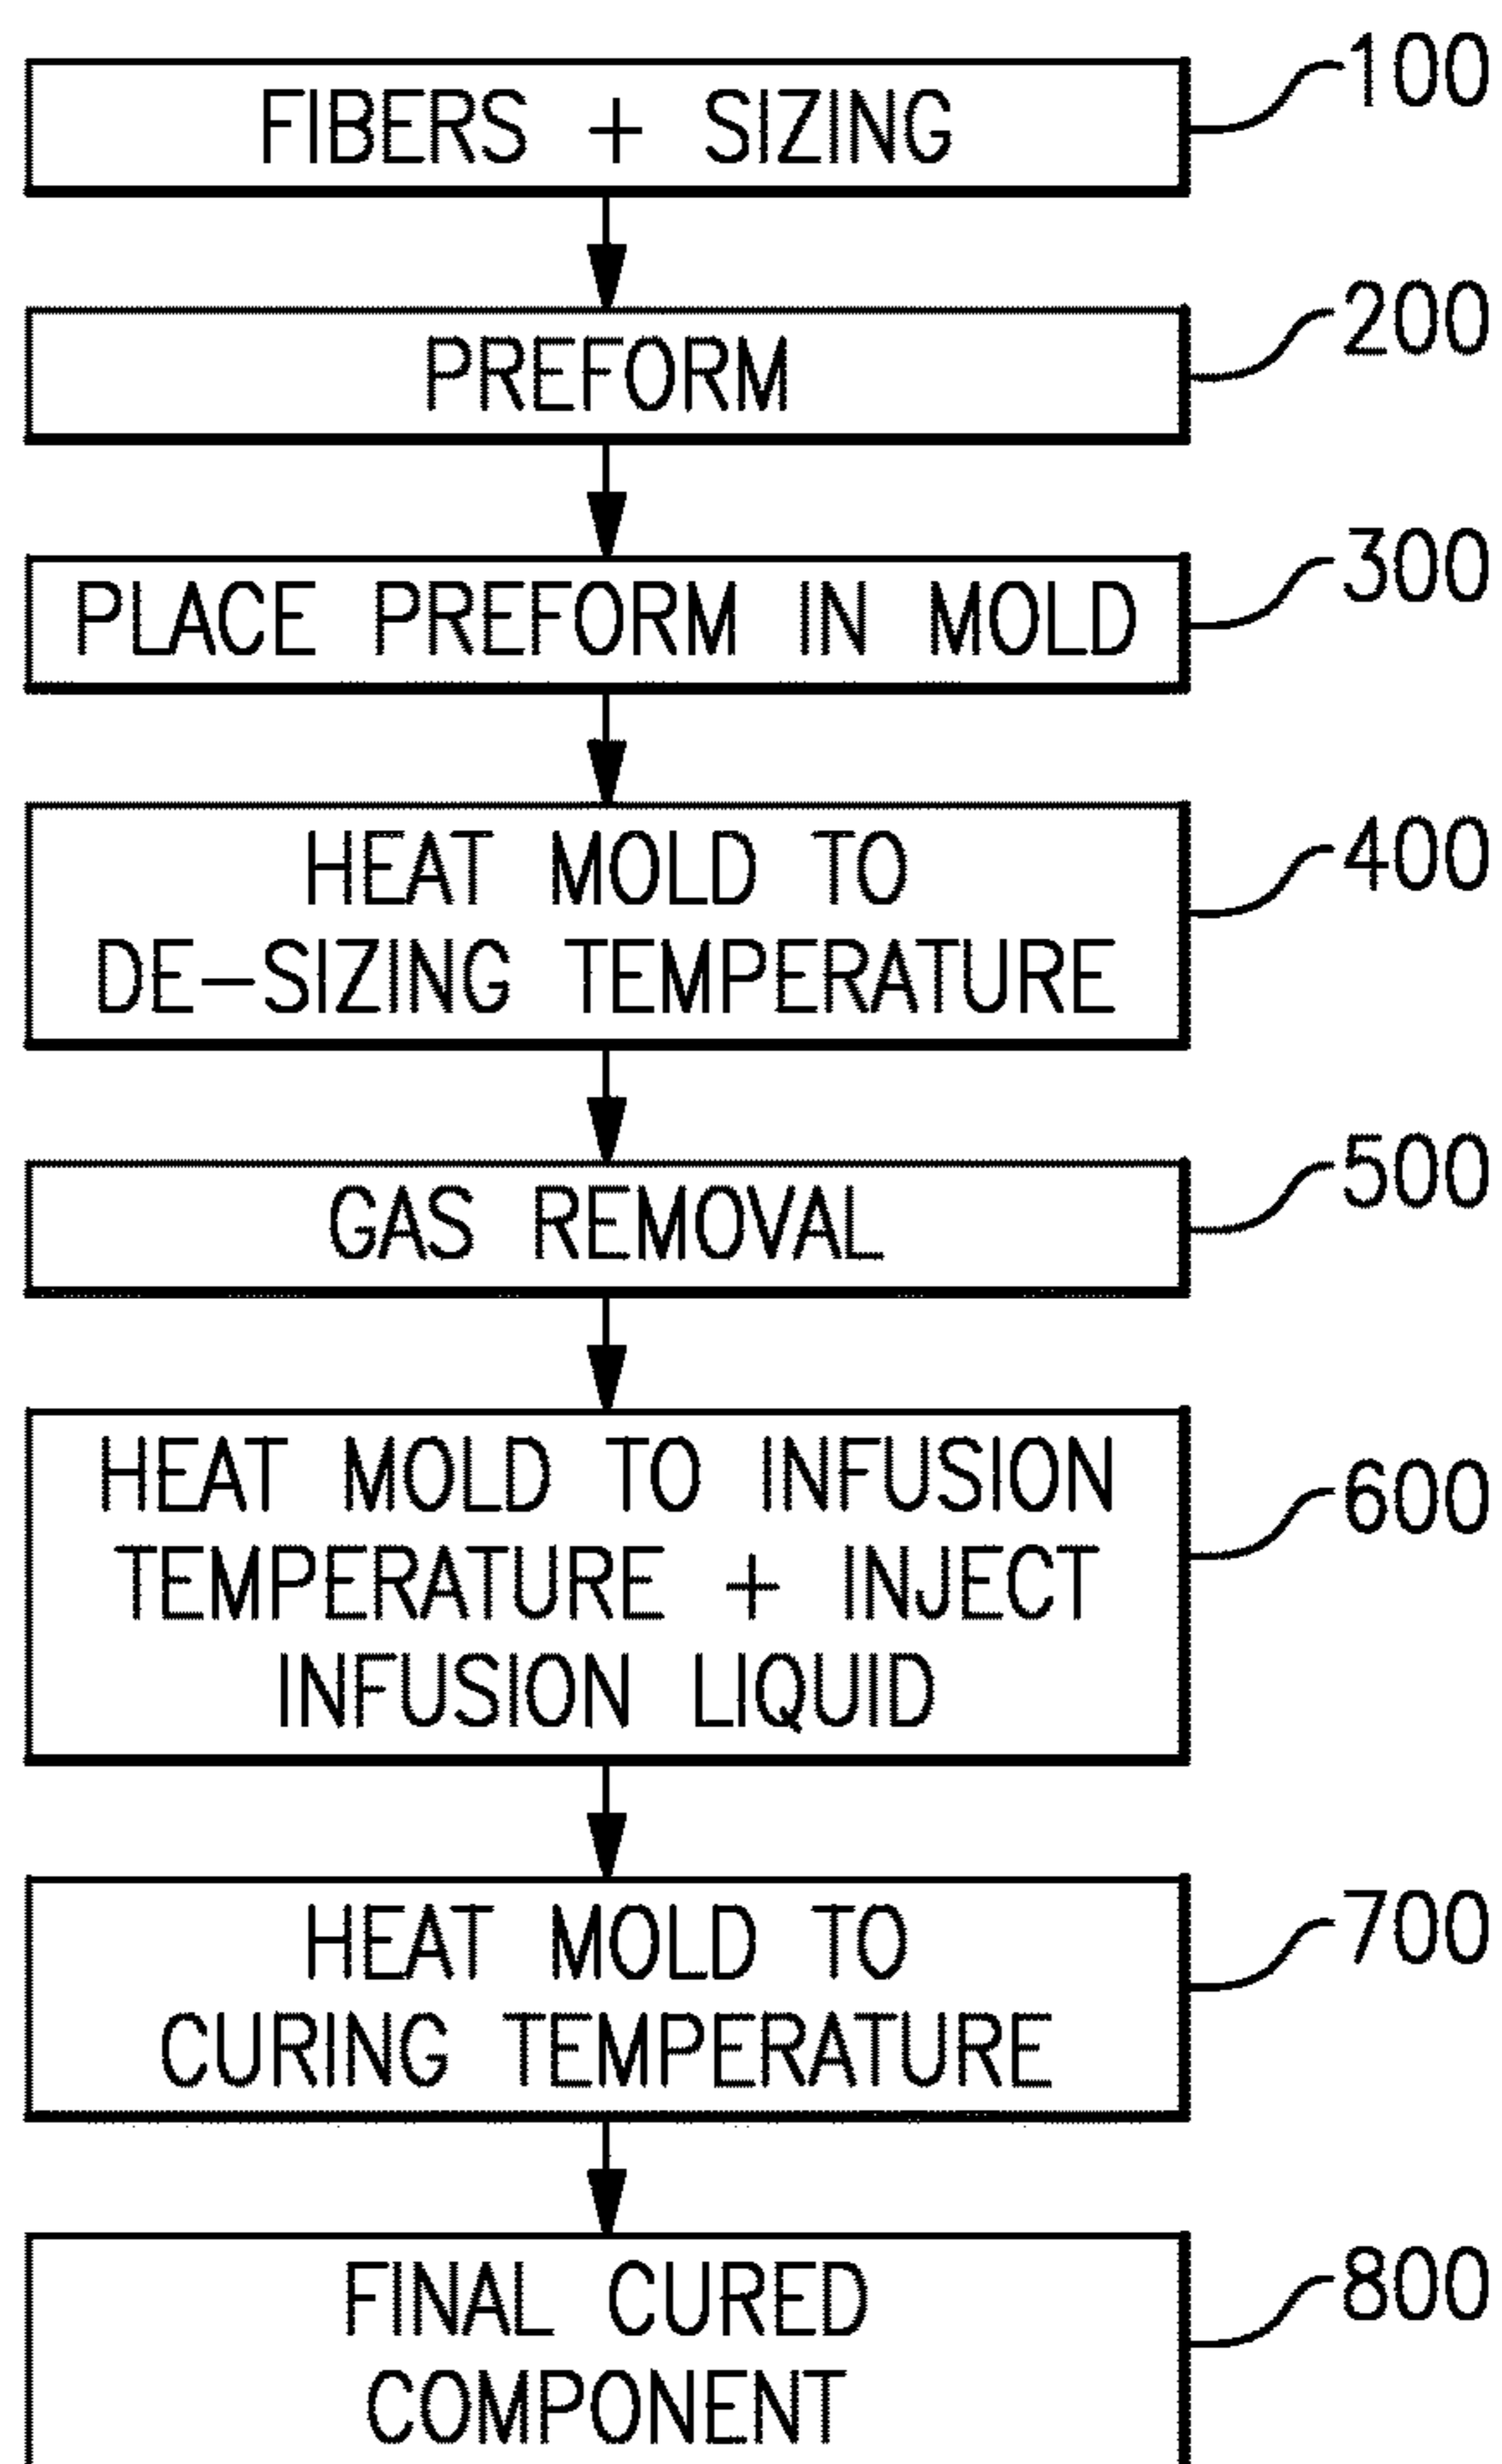 FIBERS + SIZING
100
PREFORM
200
PLACE PREFORM IN MOLD
300
HEAT MOLD TO
DE-SIZING TEMPERATURE
400
GAS REMOVAL
500
HEAT MOLD TO INFUSION
TEMPERATURE + INJECT
INFUSION LIQUID
600
HEAT MOLD TO
CURING TEMPERATURE
700
FINAL CURED
COMPONENT
800